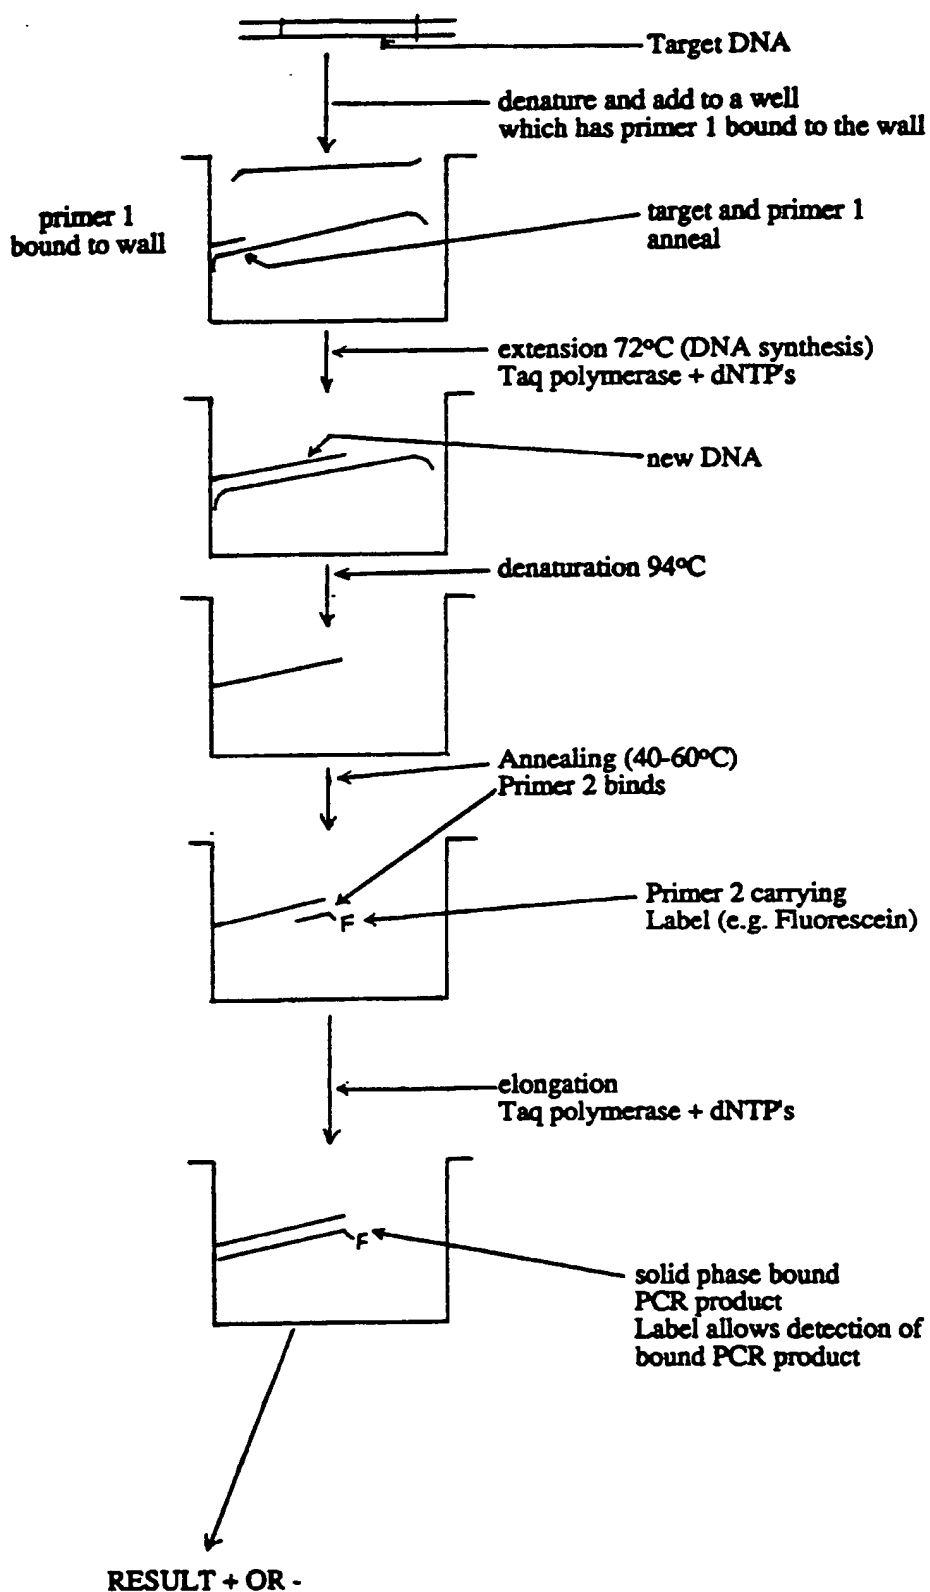 Target DNA
denature and add to a well
which has primer 1 bound to the wall
primer 1
bound to wall
target and primer 1
anneal
extension 72ºC (DNA synthesis)
Taq polymerase + dNTP's
new DNA
denaturation 94ºC
Annealing (40-60ºC)
Primer 2 binds
F
Primer 2 carrying
Label (e.g. Fluorescein)
elongation
Taq polymerase + dNTP's
F
solid phase bound
PCR product
Label allows detection of
bound PCR product
RESULT + OR -